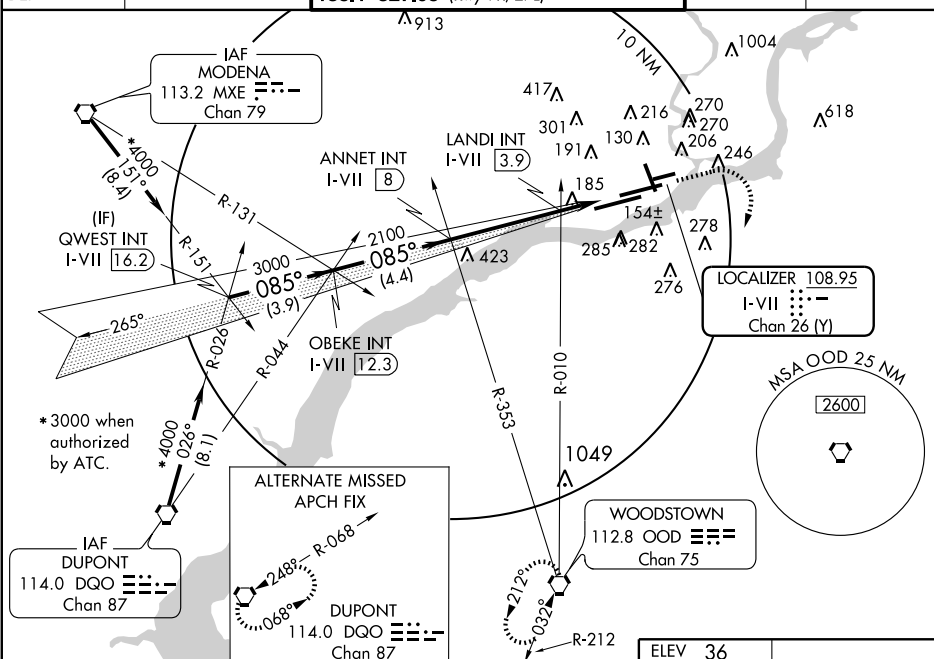 913
10 NM
1004
IAF
MODENA
113.2 MXE
Chan 79
417
216
270
270
618
301
130
206
LANDI INT
I-VII 3.9
191
246
ANNET INT
I-VII 8
*4000
151°
(8.4)
R-131
185
154±
(IF)
QWEST INT
I-VII 16.2
R-151
2100
085°
(4.4)
3000
085°
(3.9)
423
285
282
278
276
LOCALIZER 108.95
I-VII
Chan 26 (Y)
265°
R-026
R-044
OBEKE INT
I-VII 12.3
R-353
R-010
MSA OOD 25 NM
2600
*3000 when
authorized
by ATC.
*4000
026°
(8.1)
1049
ALTERNATE MISSED
APCH FIX
R-068
248°
068°
DUPONT
114.0 DQO
Chan 87
IAF
DUPONT
114.0 DQO
Chan 87
WOODSTOWN
112.8 OOD
Chan 75
212°
032°
R-212
ELEV 36